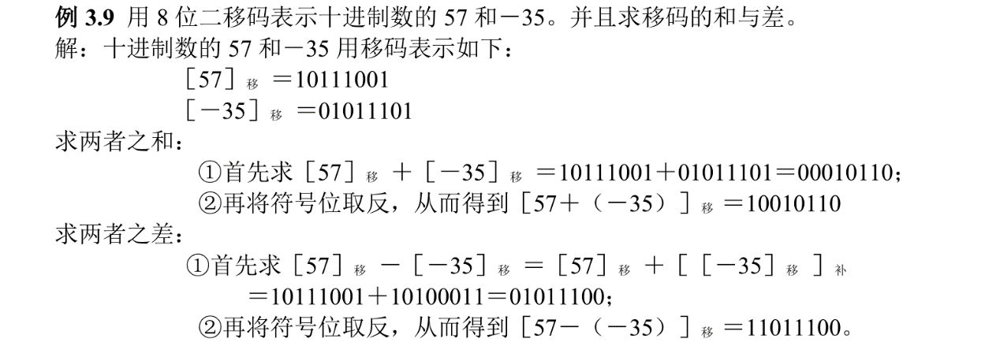 例 3.9 用 8 位二移码表示十进制数的 57 和－35。并且求移码的和与差。
解：十进制数的 57 和－35 用移码表示如下：
［57］移 ＝10111001
［－35］移 ＝01011101
求两者之和：
①首先求［57］移 ＋［－35］移 ＝10111001＋01011101＝00010110；
②再将符号位取反，从而得到［57＋（－35）］移 ＝10010110
求两者之差：
①首先求［57］移 －［－35］移 ＝［57］移 ＋［［－35］移 ］补
＝10111001＋10100011＝01011100；
②再将符号位取反，从而得到［57－（－35）］移 ＝11011100。